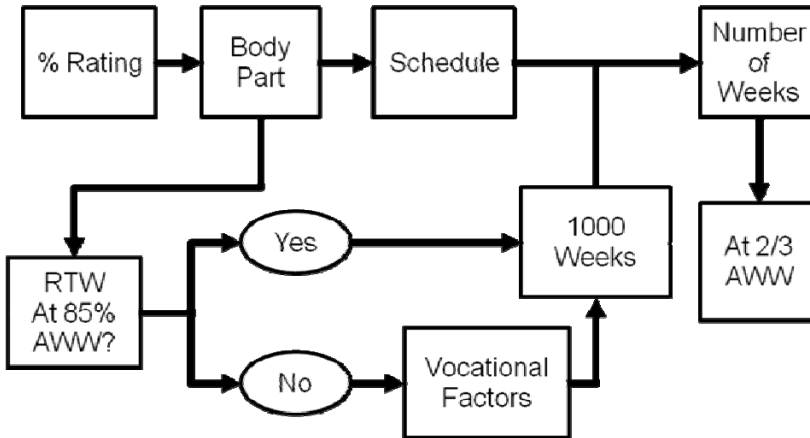 % Rating
Body
Part
Schedule
Number
of
Weeks
Yes
1000
Weeks
At 2/3
AWW
RTW
At 85%
AWW?
No
Vocational
Factors